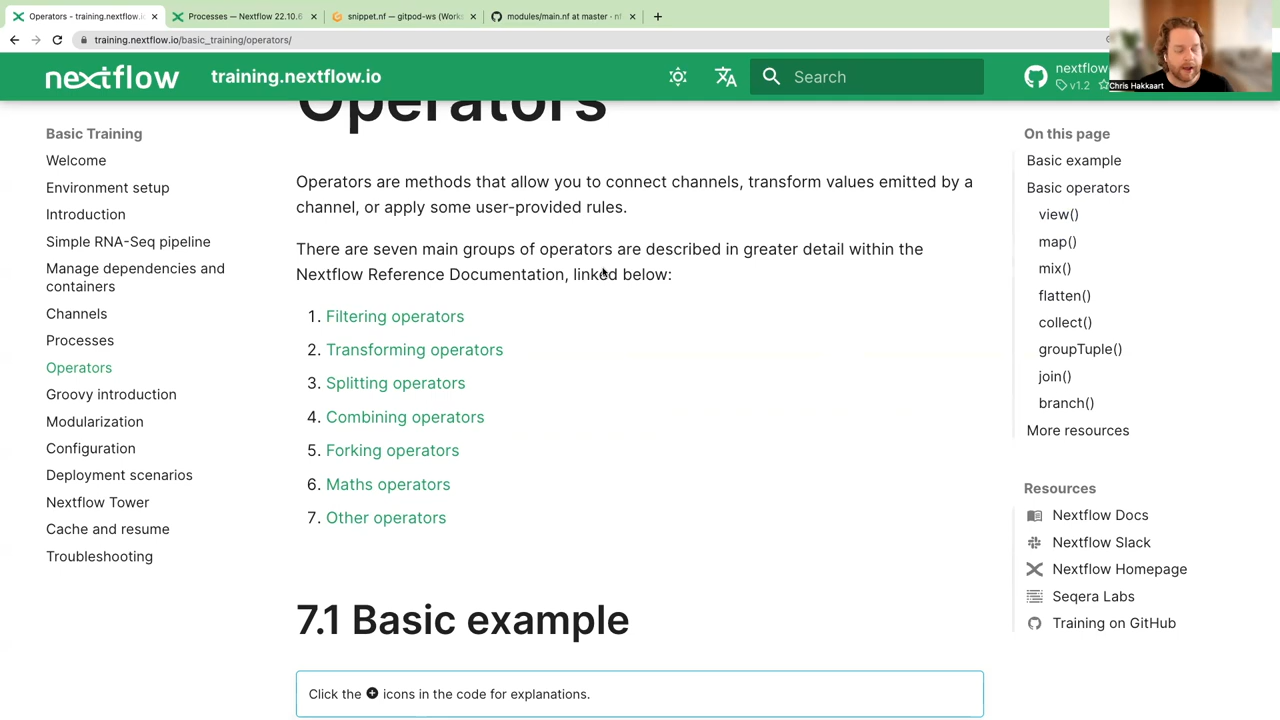 Operators - training.nextflow.io
Processes — Nextflow 22.10.6
snippet.nf — gitpod-ws (Works
modules/main.nf at master · nf
training.nextflow.io/basic_training/operators/
nextflow
training.nextflow.io
Search
nextflow
v1.2
Chris Hakkaart
Basic Training
Welcome
Environment setup
Introduction
Simple RNA-Seq pipeline
Manage dependencies and
containers
Channels
Processes
Operators
Groovy introduction
Modularization
Configuration
Deployment scenarios
Nextflow Tower
Cache and resume
Troubleshooting
Operators
Operators are methods that allow you to connect channels, transform values emitted by a
channel, or apply some user-provided rules.
There are seven main groups of operators are described in greater detail within the
Nextflow Reference Documentation, linked below:
1. Filtering operators
2. Transforming operators
3. Splitting operators
4. Combining operators
5. Forking operators
6. Maths operators
7. Other operators
7.1 Basic example
Click the icons in the code for explanations.
On this page
Basic example
Basic operators
view()
map()
mix()
flatten()
collect()
groupTuple()
join()
branch()
More resources
Resources
Nextflow Docs
Nextflow Slack
Nextflow Homepage
Seqera Labs
Training on GitHub